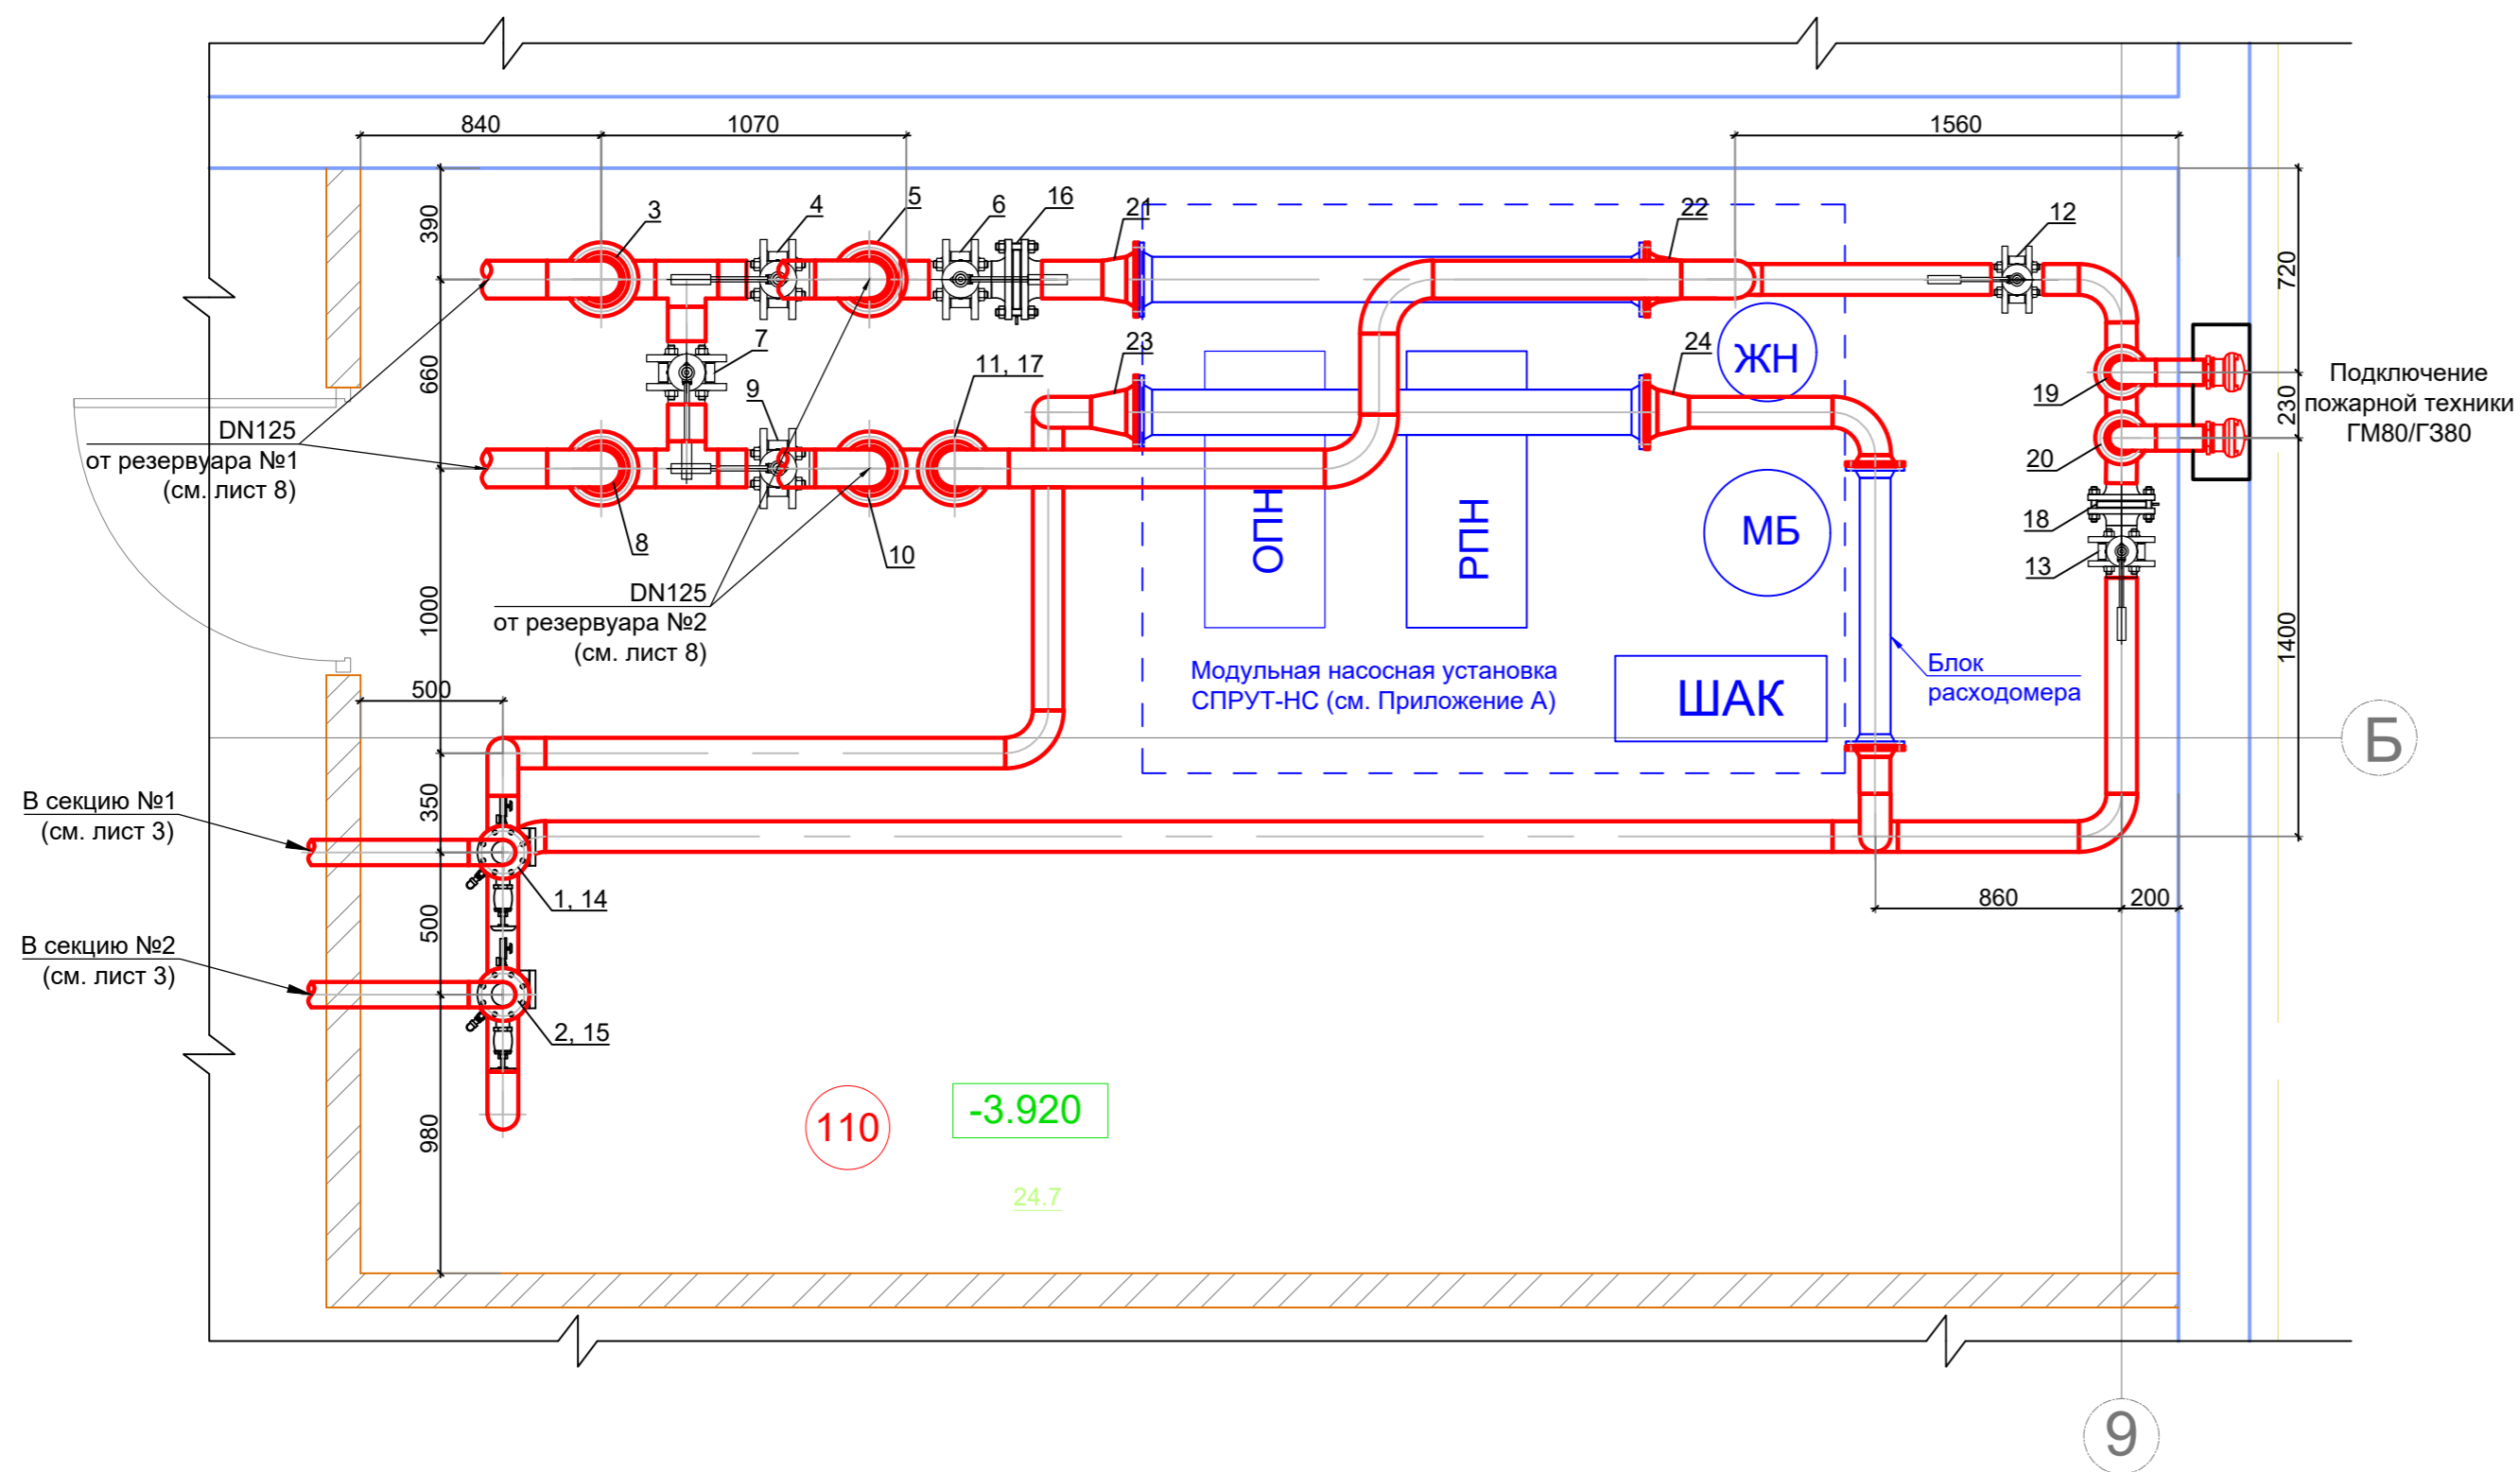 840
1070
1560
390
3
4
5
6
16
21
22
12
720
660
7
23
11, 17
24
ЖН
9
19
230
Подключение
пожарной техники
ГМ80/ГЗ80
DN125
от резервуара №1
(см. лист 8)
20
8
10
ОПН
РПН
МБ
18
13
DN125
от резервуара №2
(см. лист 8)
1000
1400
500
Модульная насосная установка
СПРУТ-НС (см. Приложение А)
ШАК
Блок
расходомера
Б
В секцию №1
(см. лист 3)
350
1, 14
860
200
500
В секцию №2
(см. лист 3)
2, 15
980
110
-3.920
24.7
9